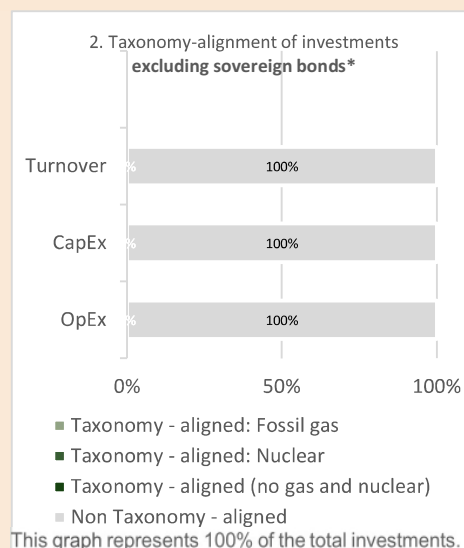 2. Taxonomy-alignment of investments
excluding sovereign bonds*
Turnover % 100%
CapEx % 100%
OpEx % 100%
0% 50% 100%
Taxonomy - aligned: Fossil gas
Taxonomy - aligned: Nuclear
Taxonomy - aligned (no gas and nuclear)
Non Taxonomy - aligned
This graph represents 100% of the total investments.